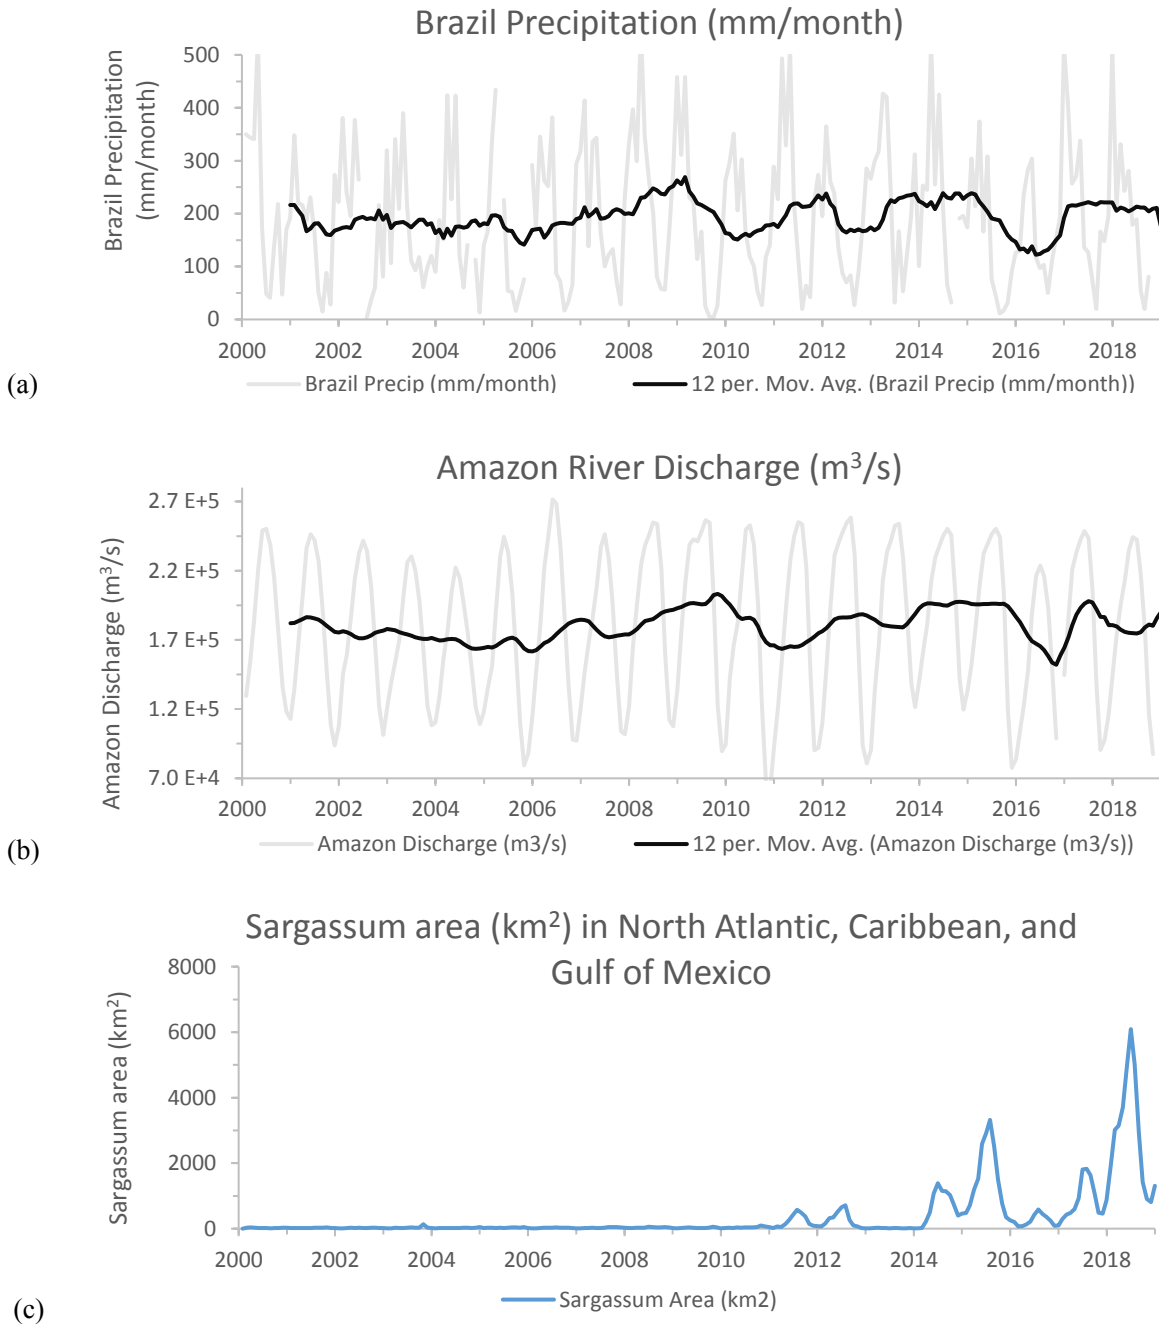 Brazil Precipitation (mm/month)
Brazil Precipitation
(mm/month)
500
400
300
200
100
0
2000 2002 2004 2006 2008 2010 2012 2014 2016 2018
(a)
Brazil Precip (mm/month) 12 per. Mov. Avg. (Brazil Precip (mm/month))
Amazon River Discharge (m³/s)
Amazon Discharge (m³/s)
2.7 E+5
2.2 E+5
1.7 E+5
1.2 E+5
7.0 E+4
2000 2002 2004 2006 2008 2010 2012 2014 2016 2018
(b)
Amazon Discharge (m3/s) 12 per. Mov. Avg. (Amazon Discharge (m3/s))
Sargassum area (km²) in North Atlantic, Caribbean, and
Gulf of Mexico
Sargassum area (km²)
8000
6000
4000
2000
0
2000 2002 2004 2006 2008 2010 2012 2014 2016 2018
(c)
Sargassum Area (km2)